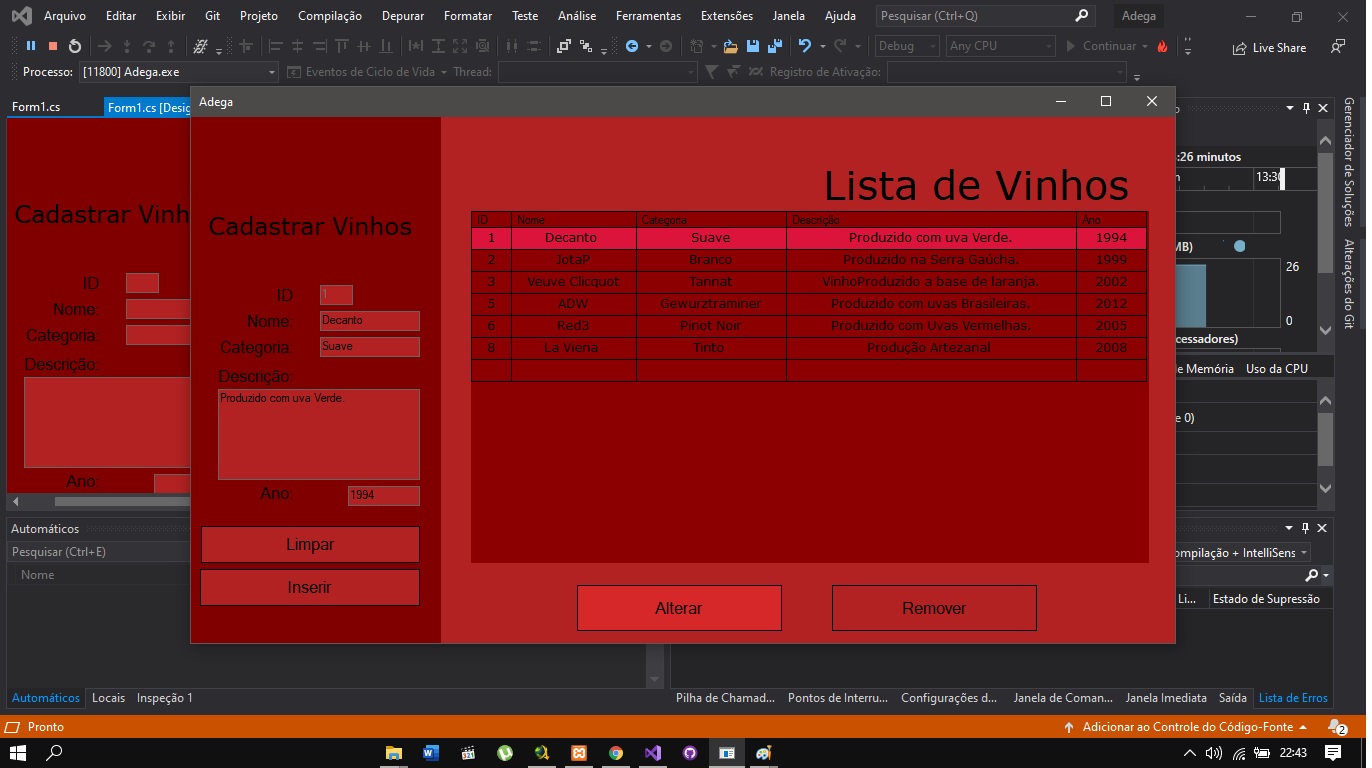 Arquivo Editar Exibir Git Projeto Compilação Depurar Formatar Teste Análise Ferramentas Extensões Janela Ajuda Pesquisar (Ctrl+Q) Adega
Debug Any CPU Continuar Live Share
Processo: [11800] Adega.exe Eventos de Ciclo de Vida Thread: Registro de Ativação:
Form1.cs Form1.cs [Desig
Cadastrar Vinh
ID
Nome:
Categoria:
Descrição:
Ano:
Adega
Cadastrar Vinhos
ID 1
Nome: Decanto
Categoria: Suave
Descrição:
Produzido com uva Verde.
Ano: 1994
Limpar
Inserir
Lista de Vinhos
ID Nome Categoria Descrição Ano
1 Decanto Suave Produzido com uva Verde. 1994
2 JotaP Branco Produzido na Serra Gaúcha. 1999
3 Veuve Clicquot Tannat VinhoProduzido a base de laranja. 2002
5 ADW Gewurztraminer Produzido com uvas Brasileiras. 2012
6 Red3 Pinot Noir Produzido com Uvas Vermelhas. 2005
8 La Viena Tinto Produção Artezanal 2008
Alterar Remover
:26 minutos
13:30
MB)
26
0
cessadores)
de Memória Uso da CPU
e 0)
Gerenciador de Soluções
Alterações do Git
Automáticos
Pesquisar (Ctrl+E)
Nome
ompilação + IntelliSens
Li... Estado de Supressão
Automáticos Locais Inspeção 1
Pilha de Chamad... Pontos de Interru... Configurações d... Janela de Coman... Janela Imediata Saída Lista de Erros
Pronto Adicionar ao Controle do Código-Fonte 2
22:43